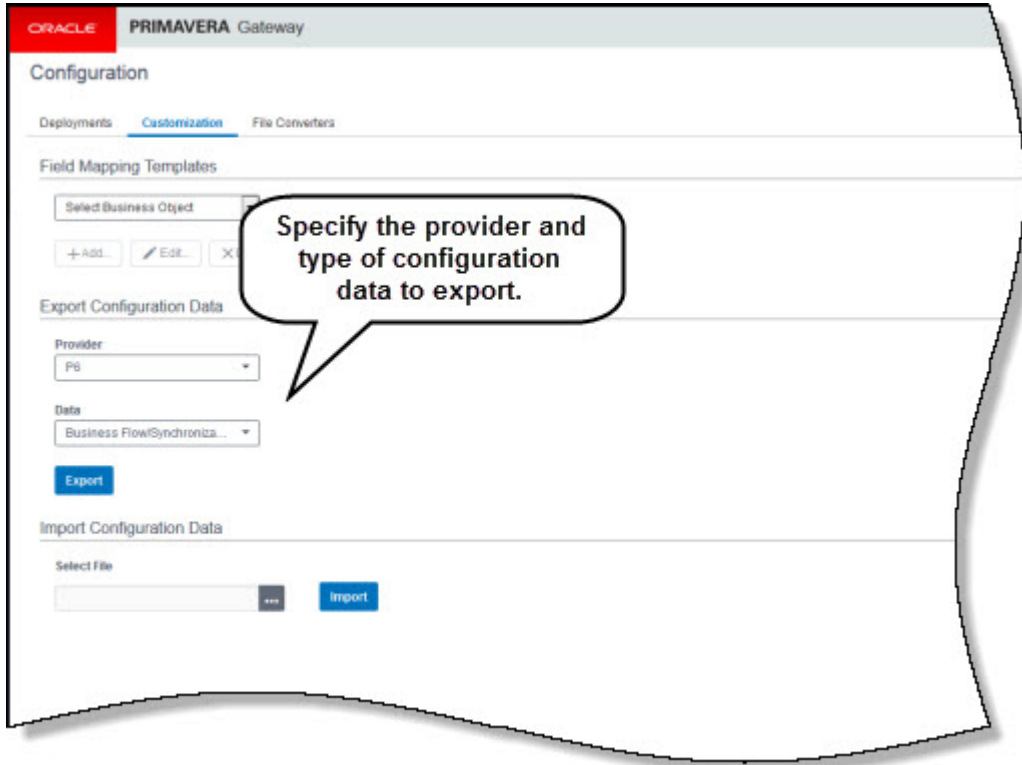 ORACLE PRIMAVERA Gateway
Configuration
Deployments Customization File Converters
Field Mapping Templates
Select Business Object
+Add... Edit...
Specify the provider and
type of configuration
data to export.
Export Configuration Data
Provider
P6
Data
Business Flow/Synchroniza...
Export
Import Configuration Data
Select File
... Import